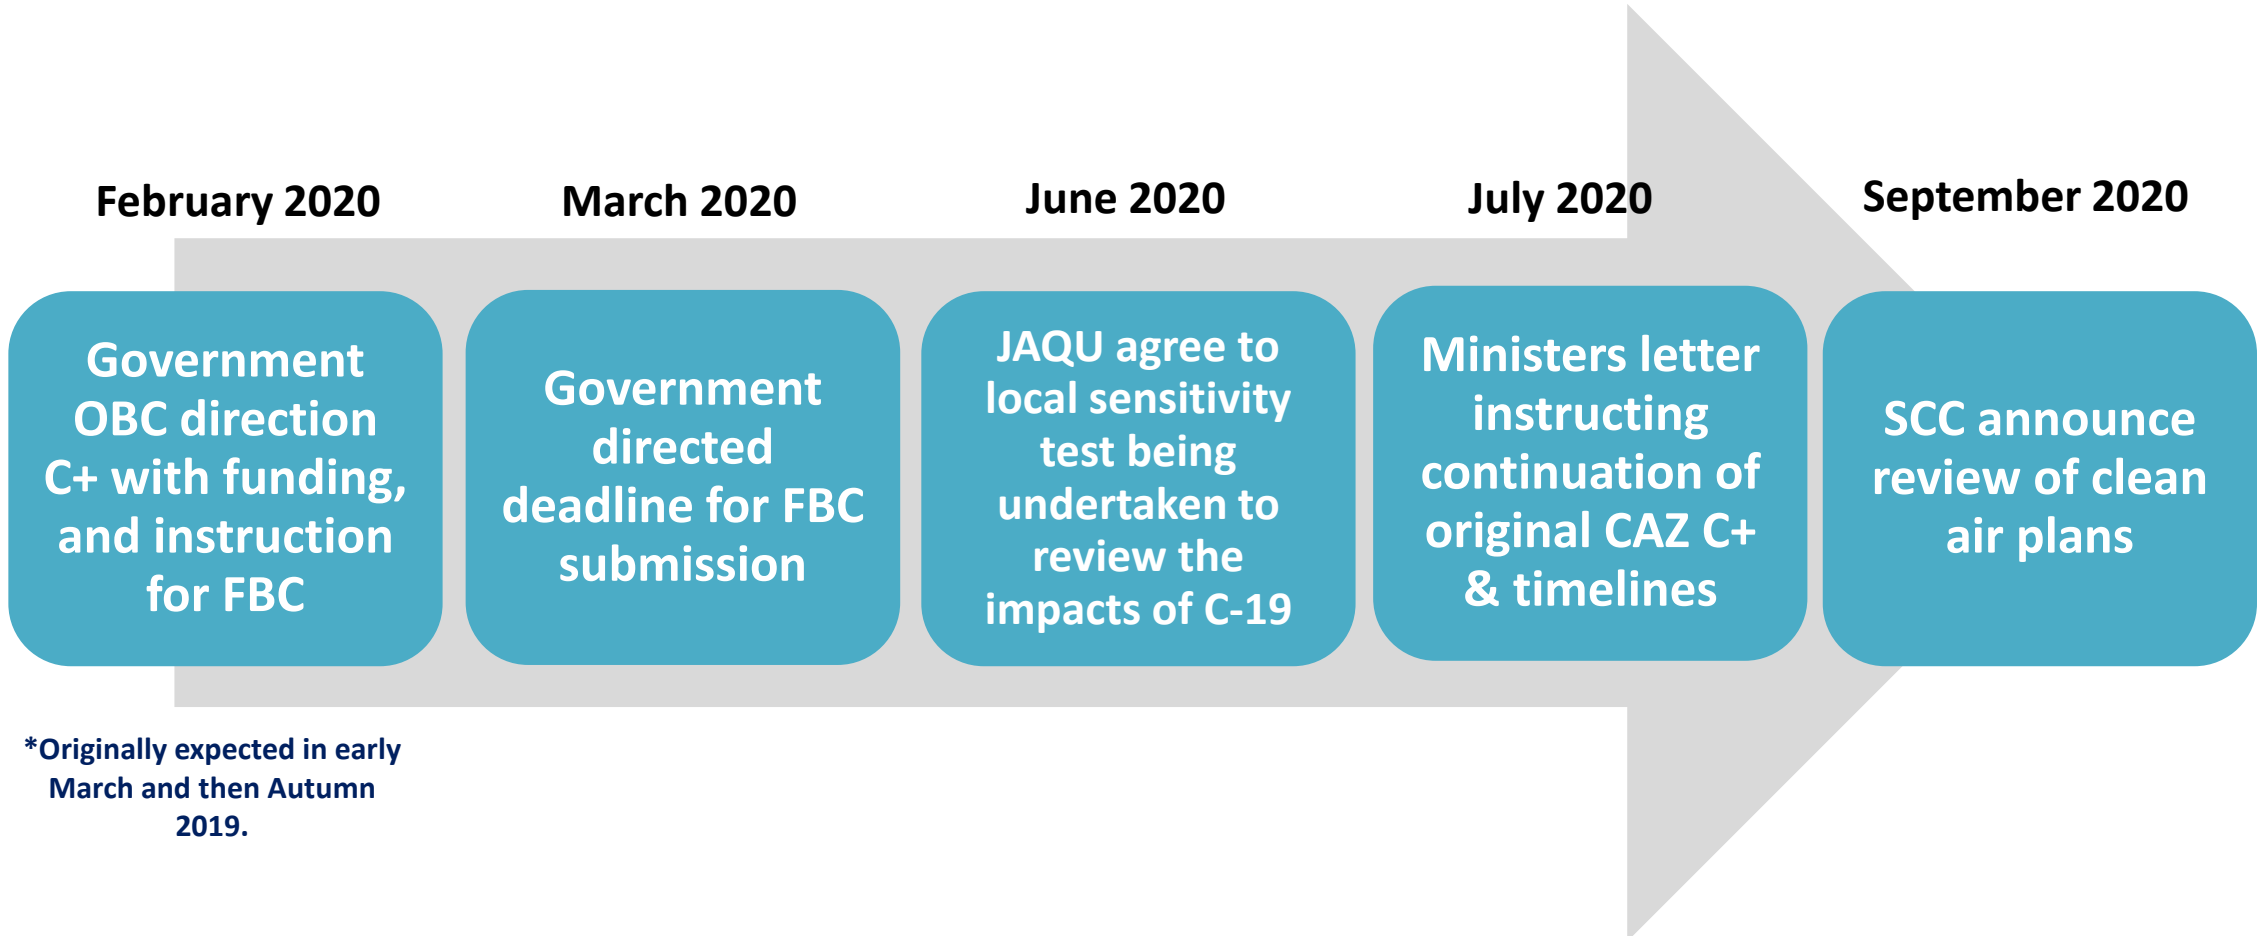 February 2020
Government
OBC direction
C+ with funding,
and instruction
for FBC
*Originally expected in early
March and then Autumn
2019.
March 2020
Government
directed
deadline for FBC
submission
June 2020
JAQU agree to
local sensitivity
test being
undertaken to
review the
impacts of C-19
July 2020
Ministers letter
instructing
continuation of
original CAZ C+
& timelines
September 2020
SCC announce
review of clean
air plans